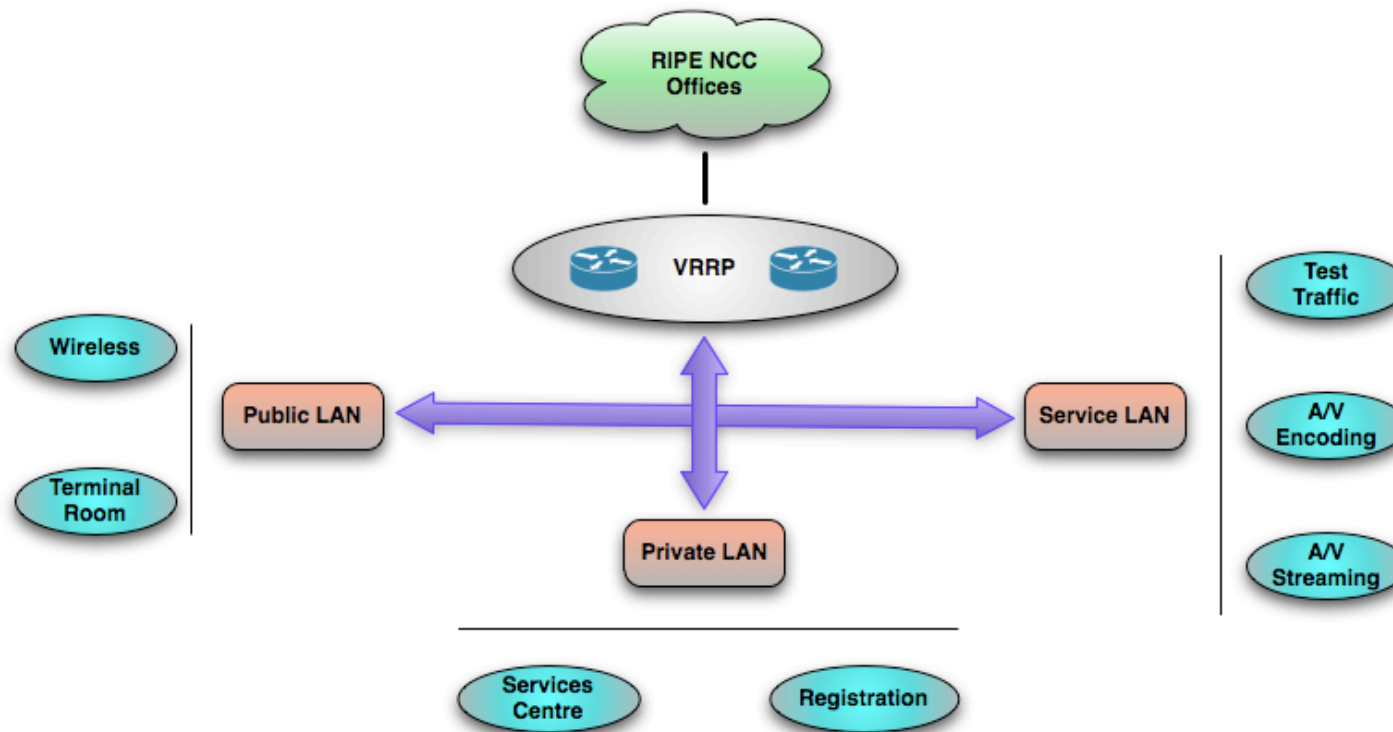 RIPE NCC
Offices
VRRP
Test
Traffic
Wireless
Public LAN
Service LAN
A/V
Encoding
Terminal
Room
Private LAN
A/V
Streaming
Services
Centre
Registration